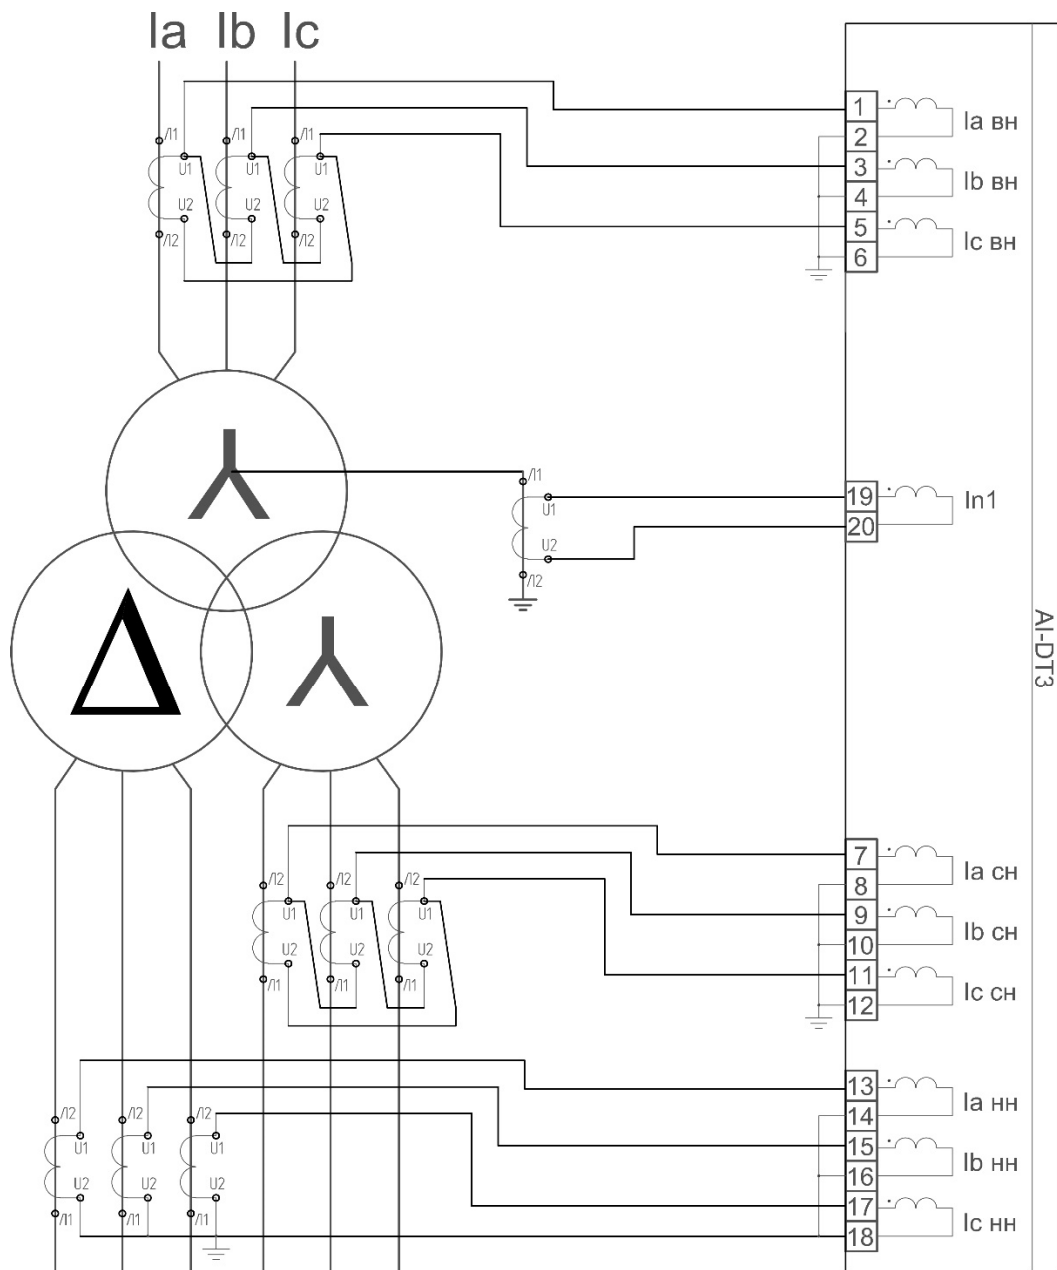 Ia Ib Ic
1
Ia вн
2
Л1 Л1 Л1
U1 U1 U1
3
Ib вн
4
U2 U2 U2
5
Ic вн
Л2 Л2 Л2
6
Л1
19
In1
U1
20
U2
Л2
AI-DT3
7
Ia сн
8
Л2 Л2 Л2
U1 U1 U1
9
Ib сн
10
U2 U2 U2
11
Ic сн
Л1 Л1 Л1
12
13
Ia нн
14
Л2 Л2 Л2
U1 U1 U1
15
Ib нн
16
U2 U2 U2
17
Ic нн
Л1 Л1 Л1
18